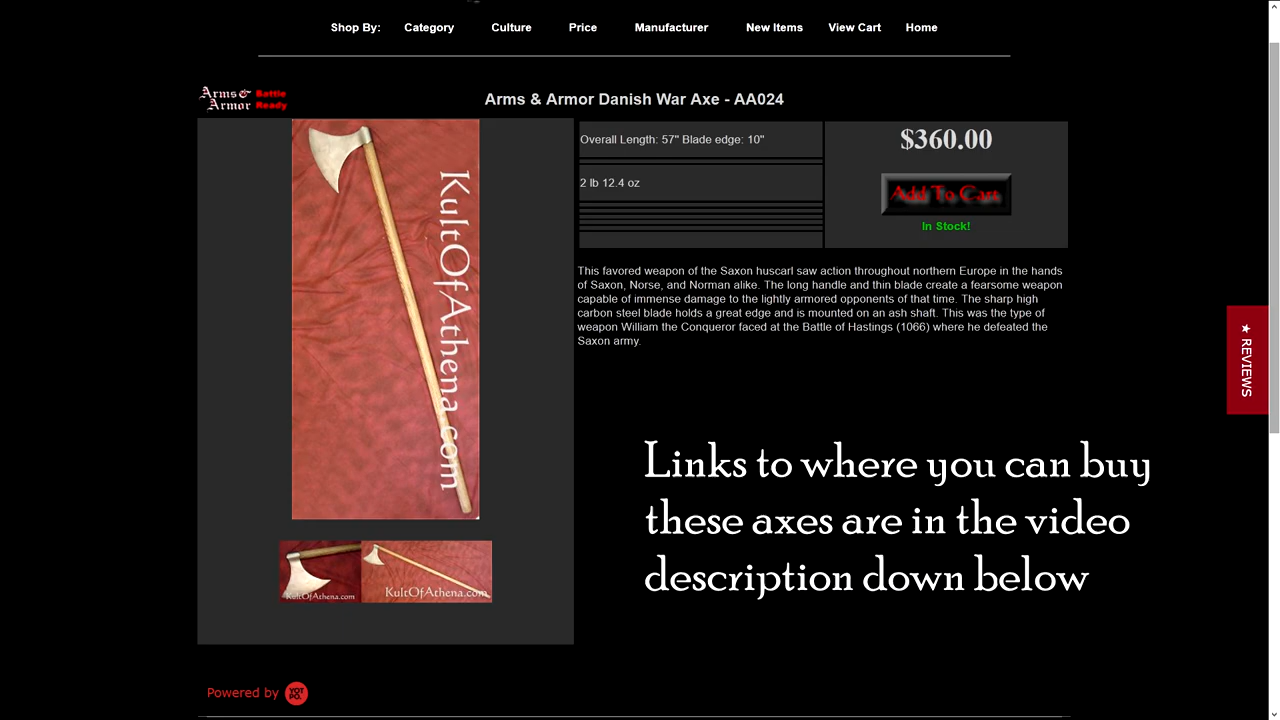 Shop By: Category Culture Price Manufacturer New Items View Cart Home
Arms & Armor Battle Ready
Arms & Armor Danish War Axe - AA024
Overall Length: 57" Blade edge: 10"
2 lb 12.4 oz
$360.00
Add To Cart
In Stock!
KultOfAthena.com
This favored weapon of the Saxon huscarl saw action throughout northern Europe in the hands
of Saxon, Norse, and Norman alike. The long handle and thin blade create a fearsome weapon
capable of immense damage to the lightly armored opponents of that time. The sharp high
carbon steel blade holds a great edge and is mounted on an ash shaft. This was the type of
weapon William the Conqueror faced at the Battle of Hastings (1066) where he defeated the
Saxon army.
★ REVIEWS
Links to where you can buy
these axes are in the video
description down below
KultOfAthena.com
KultOfAthena.com
Powered by YOTPO.